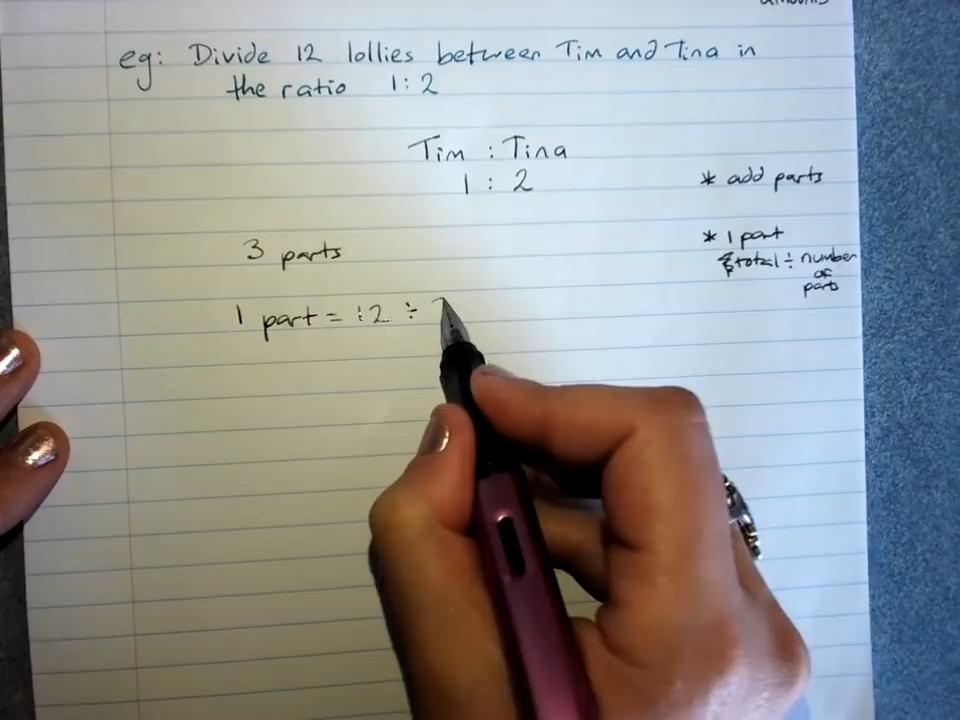 eg: Divide 12 lollies between Tim and Tina in
the ratio 1:2
Tim : Tina
1 : 2
* add parts
3 parts
* 1 part
total ÷ number
of
parts
1 part = 12 ÷